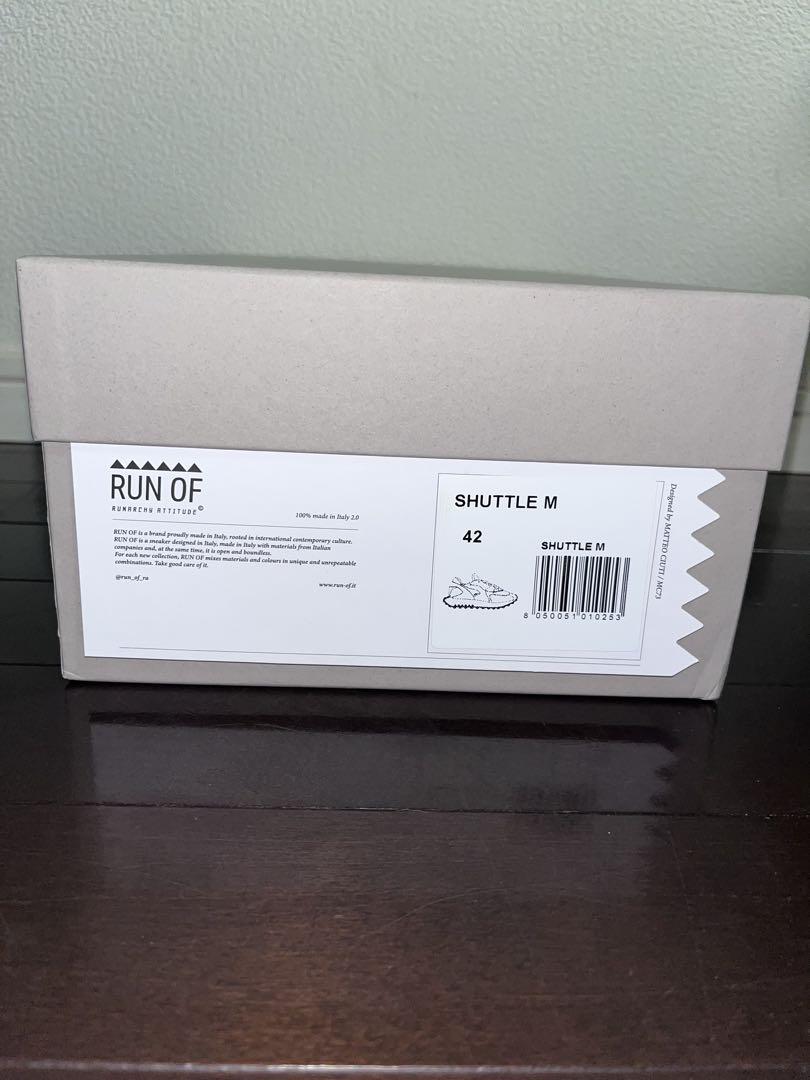 RUN OF
RUNARCHY ATTITUDE©
100% made in Italy 2.0
RUN OF is a brand proudly made in Italy, rooted in international contemporary culture.
RUN OF is a sneaker designed in Italy, made in Italy with materials from Italian
companies and, at the same time, it is open and boundless.
For each new collection, RUN OF mixes materials and colours in unique and unrepeatable
combinations. Take good care of it.
@run_of_ra
www.run-of.it
SHUTTLE M
42
SHUTTLE M
8 050051 010253
Designed by MATTEO CIUTI / MC73